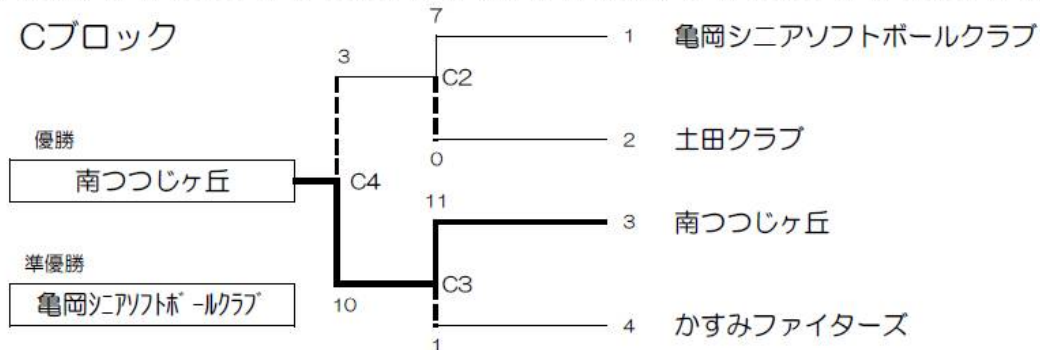 Cブロック
7
1 亀岡シニアソフトボールクラブ
3
C2
優勝
2 土田クラブ
0
南つつじヶ丘
C4
11
3 南つつじヶ丘
準優勝
C3
亀岡ｼﾆｱｿﾌﾄﾎﾞｰﾙｸﾗﾌﾞ
10
4 かすみファイターズ
1